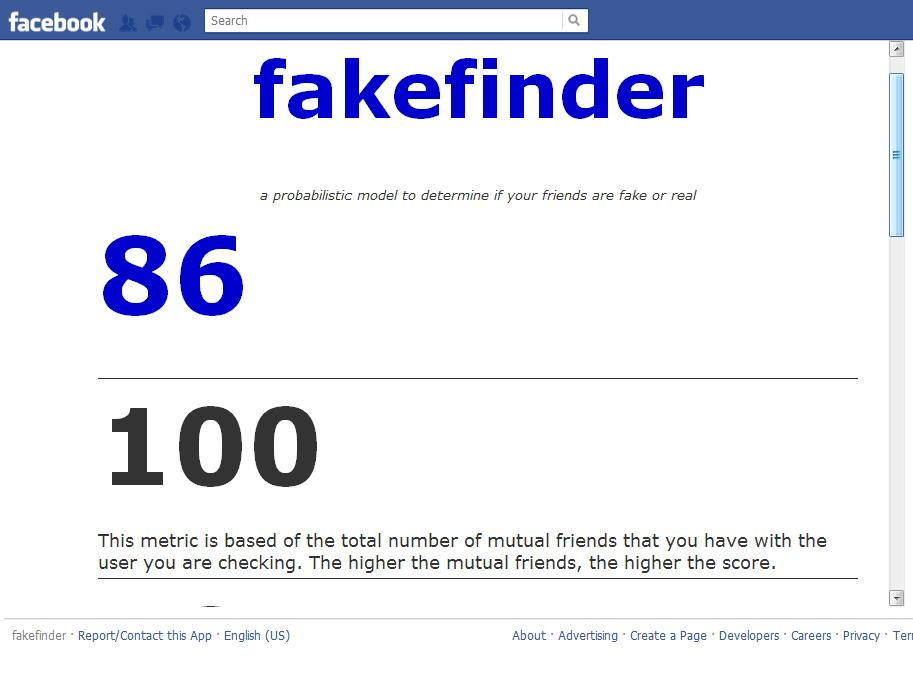 facebook Search
fakefinder
a probabilistic model to determine if your friends are fake or real
86
100
This metric is based of the total number of mutual friends that you have with the
user you are checking. The higher the mutual friends, the higher the score.
fakefinder · Report/Contact this App · English (US) About · Advertising · Create a Page · Developers · Careers · Privacy · Ter